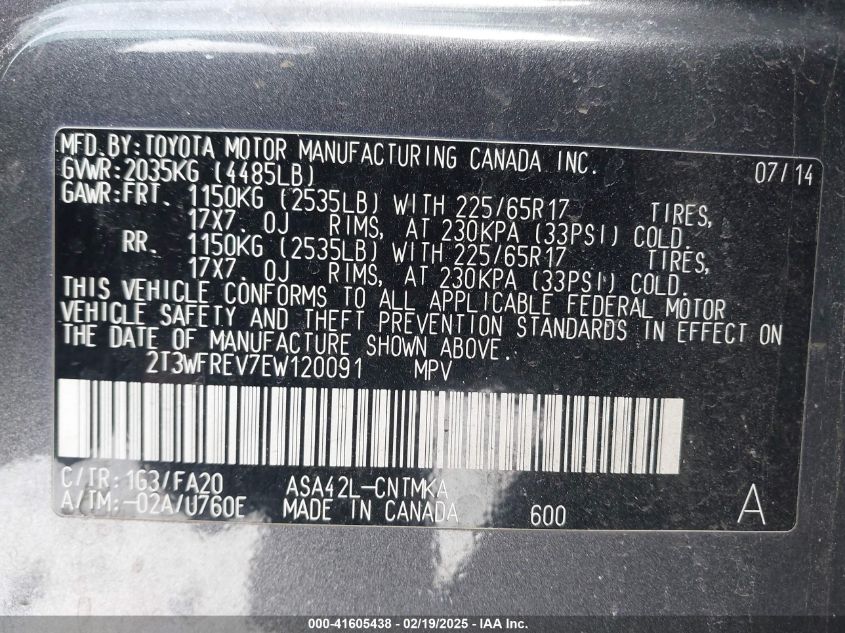 MFD.BY:TOYOTA MOTOR MANUFACTURING CANADA INC. 07/14
GVWR:2035KG (4485LB)
GAWR:FRT. 1150KG (2535LB) WITH 225/65R17 TIRES,
17X7. 0J RIMS, AT 230KPA (33PSI) COLD.
RR. 1150KG (2535LB) WITH 225/65R17 TIRES,
17X7. 0J RIMS, AT 230KPA (33PSI) COLD.
THIS VEHICLE CONFORMS TO ALL APPLICABLE FEDERAL MOTOR
VEHICLE SAFETY AND THEFT PREVENTION STANDARDS IN EFFECT ON
THE DATE OF MANUFACTURE SHOWN ABOVE.
2T3WFREV7EW120091 MPV
C/TR:1G3/FA20 ASA42L-CNTMKA
A/TM:-02A/U760E MADE IN CANADA 600 A
000-41605438 - 02/19/2025 - IAA Inc.